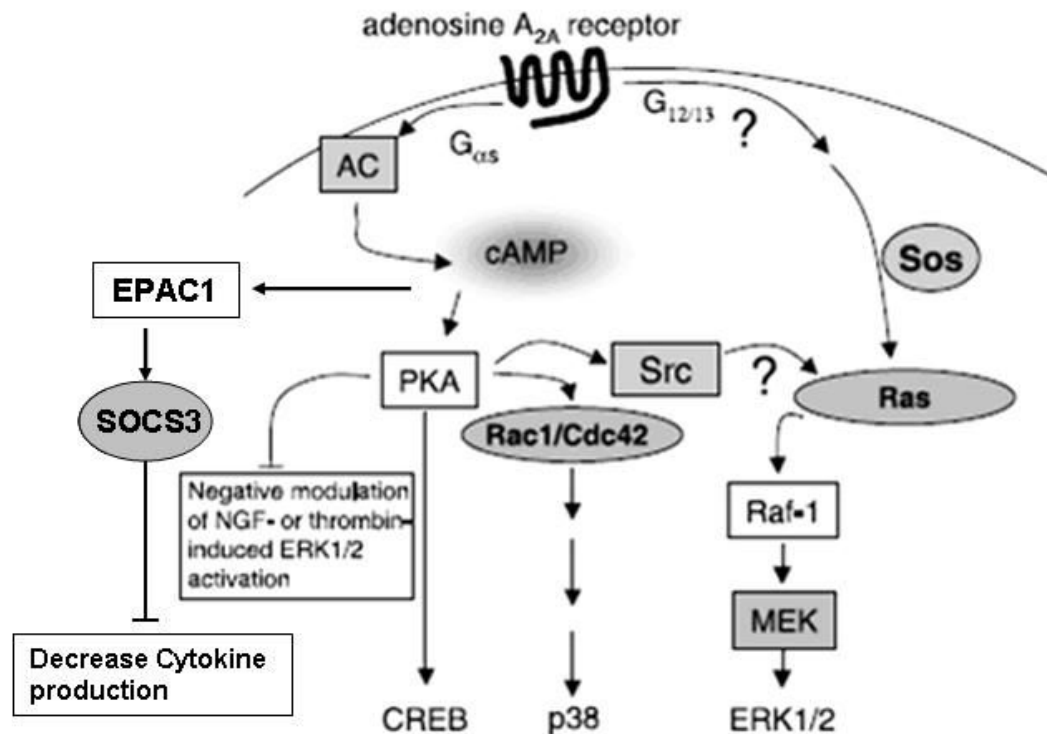 adenosine A2A receptor
G12/13
?
Gαs
AC
cAMP
Sos
EPAC1
PKA
Src
?
Ras
SOCS3
Rac1/Cdc42
Negative modulation
of NGF- or thrombin-
induced ERK1/2
activation
Raf-1
MEK
Decrease Cytokine
production
CREB
p38
ERK1/2